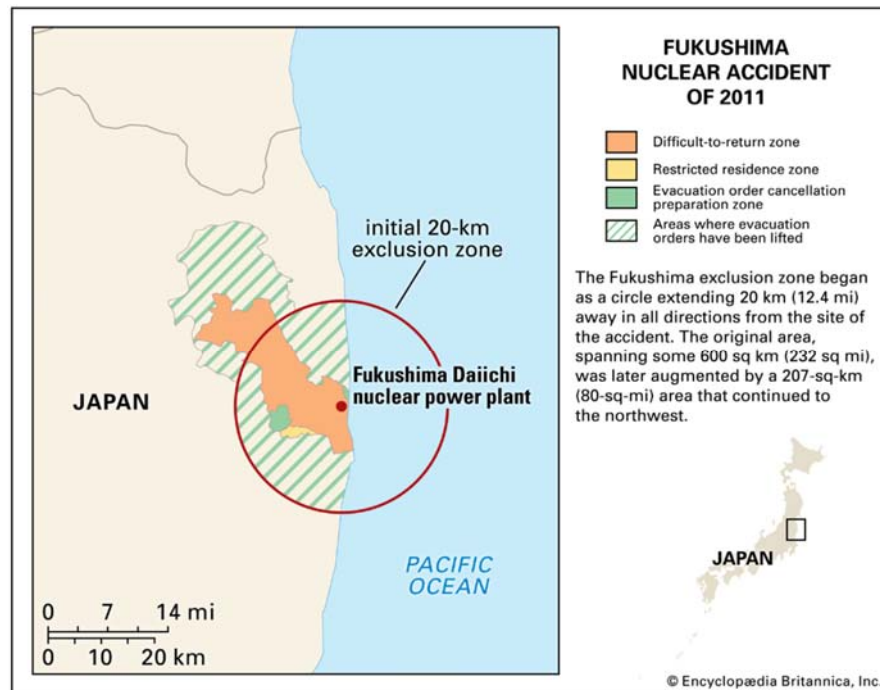 FUKUSHIMA
NUCLEAR ACCIDENT
OF 2011
Difficult-to-return zone
Restricted residence zone
Evacuation order cancellation
preparation zone
Areas where evacuation
orders have been lifted
initial 20-km
exclusion zone
The Fukushima exclusion zone began
as a circle extending 20 km (12.4 mi)
away in all directions from the site of
the accident. The original area,
spanning some 600 sq km (232 sq mi),
was later augmented by a 207-sq-km
(80-sq-mi) area that continued to
the northwest.
Fukushima Daiichi
nuclear power plant
JAPAN
PACIFIC
OCEAN
JAPAN
0 7 14 mi
0 10 20 km
© Encyclopædia Britannica, Inc.